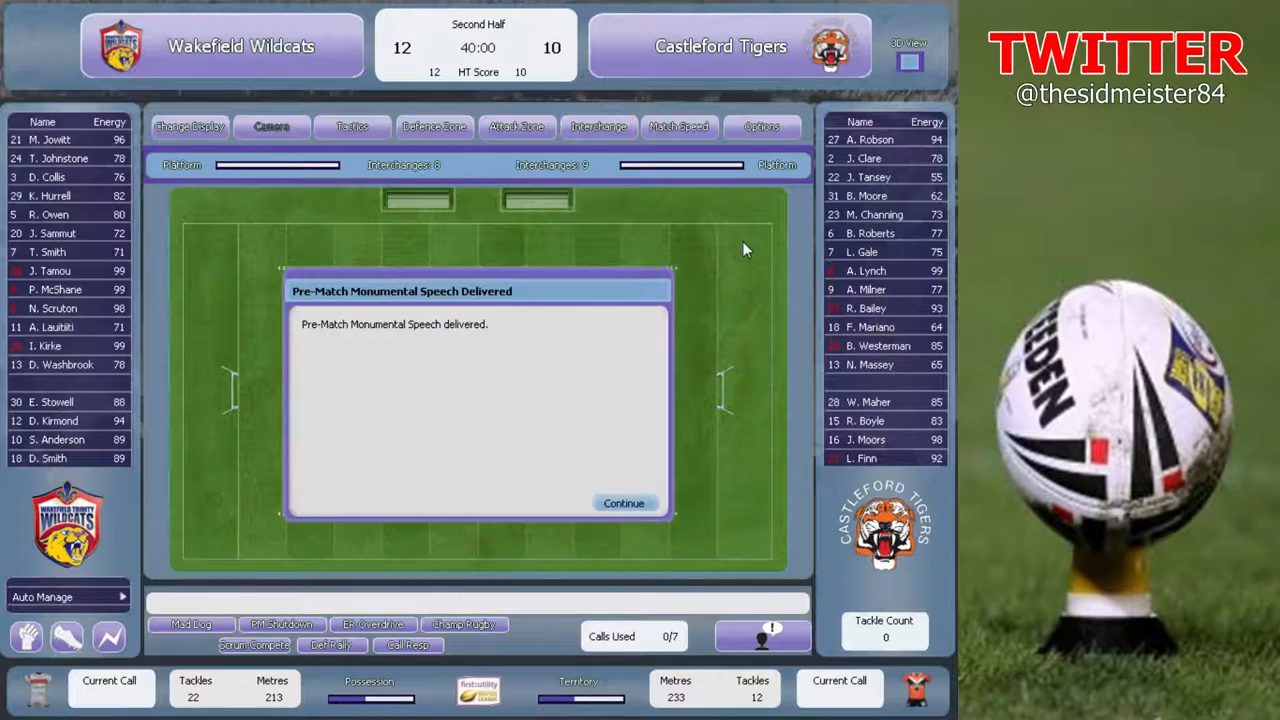 Wakefield Wildcats
Second Half
12 40:00 10
12 HT Score 10
Castleford Tigers
3D View
TWITTER
@thesidmeister84
Name Energy
21 M. Jowitt 96
24 T. Johnstone 78
3 D. Collis 76
29 K. Hurrell 82
5 R. Owen 80
20 J. Sammut 72
7 T. Smith 71
J. Tamou 99
P. McShane 99
N. Scruton 98
11 A. Lauitiiti 71
I. Kirke 99
13 D. Washbrook 78
30 E. Stowell 88
12 D. Kirmond 94
10 S. Anderson 89
18 D. Smith 89
WAKEFIELD TRINITY
WILDCATS
Auto Manage
Change Display Camera Tactics Defence Zone Attack Zone Interchange Match Speed Options
Platform Interchanges: 8 Interchanges: 9 Platform
Pre-Match Monumental Speech Delivered
Pre-Match Monumental Speech delivered.
Continue
Mad Dog PM Shutdown ER Overdrive Champ Rugby
Scrum Compete Def Rally Call Resp
Calls Used 0/7
Name Energy
27 A. Robson 94
2 J. Clare 78
22 J. Tansey 55
31 B. Moore 62
23 M. Channing 73
6 B. Roberts 77
7 L. Gale 75
A. Lynch 99
9 A. Milner 77
R. Bailey 93
18 F. Mariano 64
B. Westerman 85
13 N. Massey 65
28 W. Maher 85
15 R. Boyle 83
16 J. Moors 98
L. Finn 92
CASTLEFORD TIGERS
Tackle Count
0
Current Call
Tackles Metres
22 213
Possession
first:utility
Territory
Metres Tackles
233 12
Current Call
STEEDEN